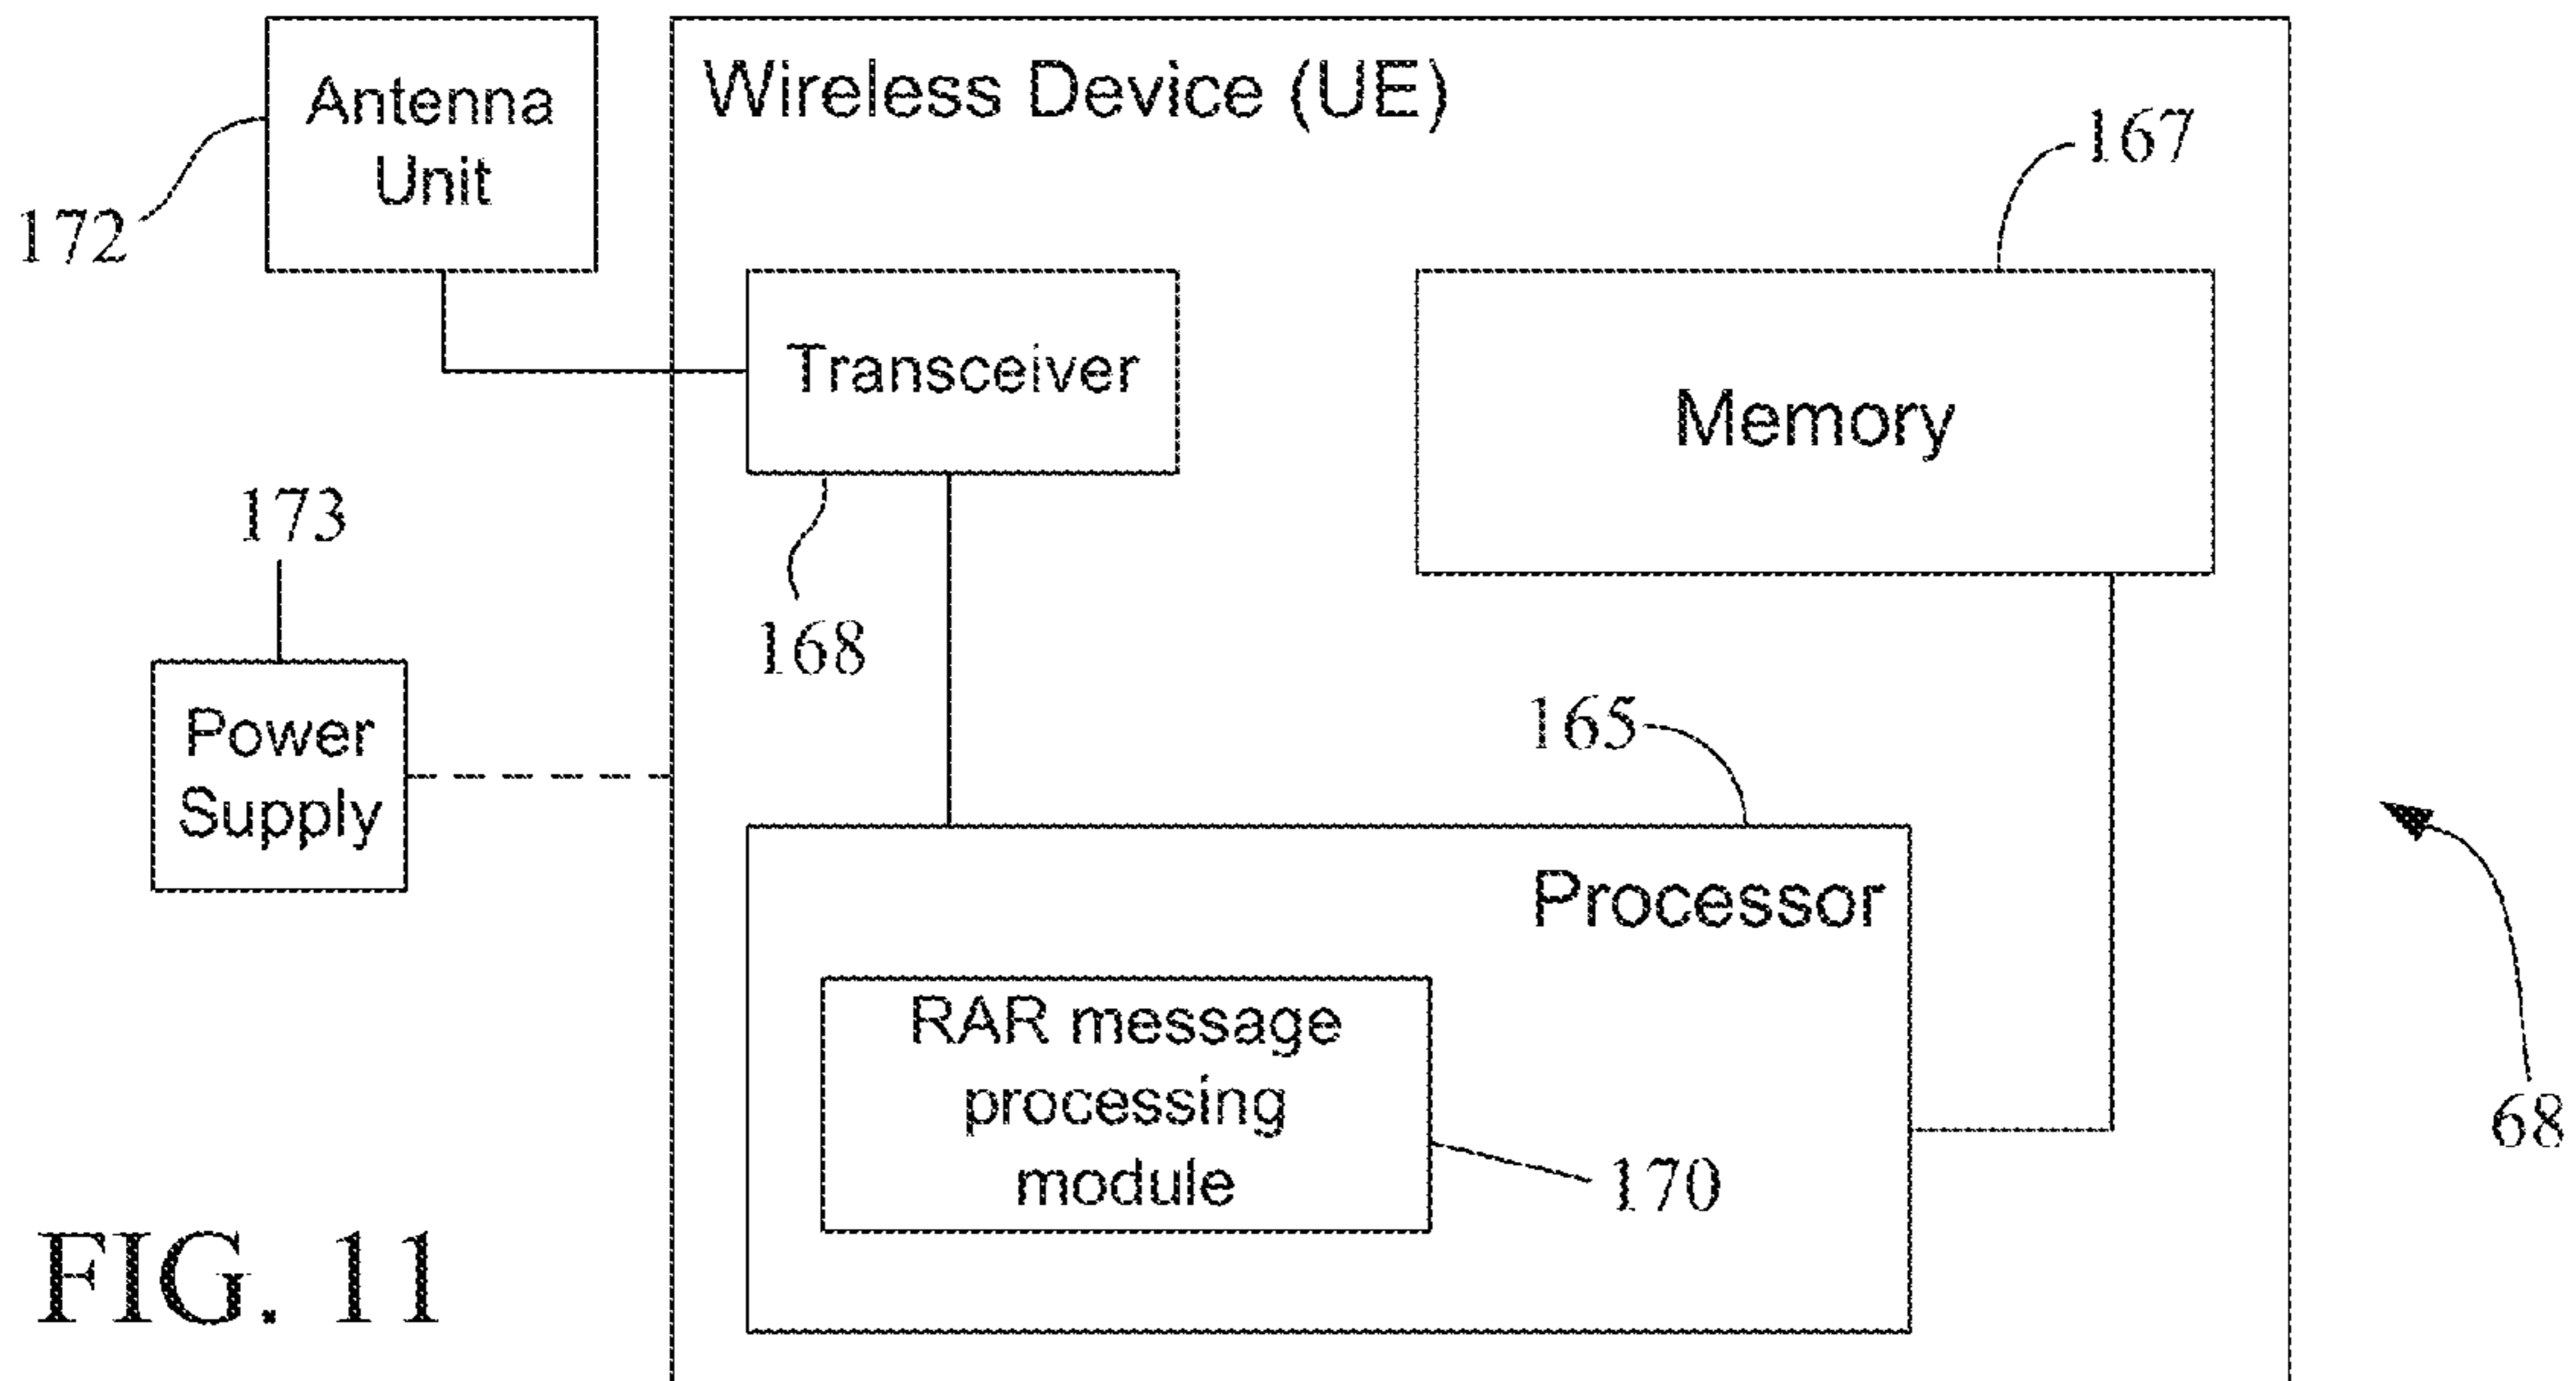 Antenna
Unit
172
Wireless Device (UE)
167
Transceiver
168
Memory
173
Power
Supply
165
Processor
RAR message
processing
module
170
68
FIG. 11